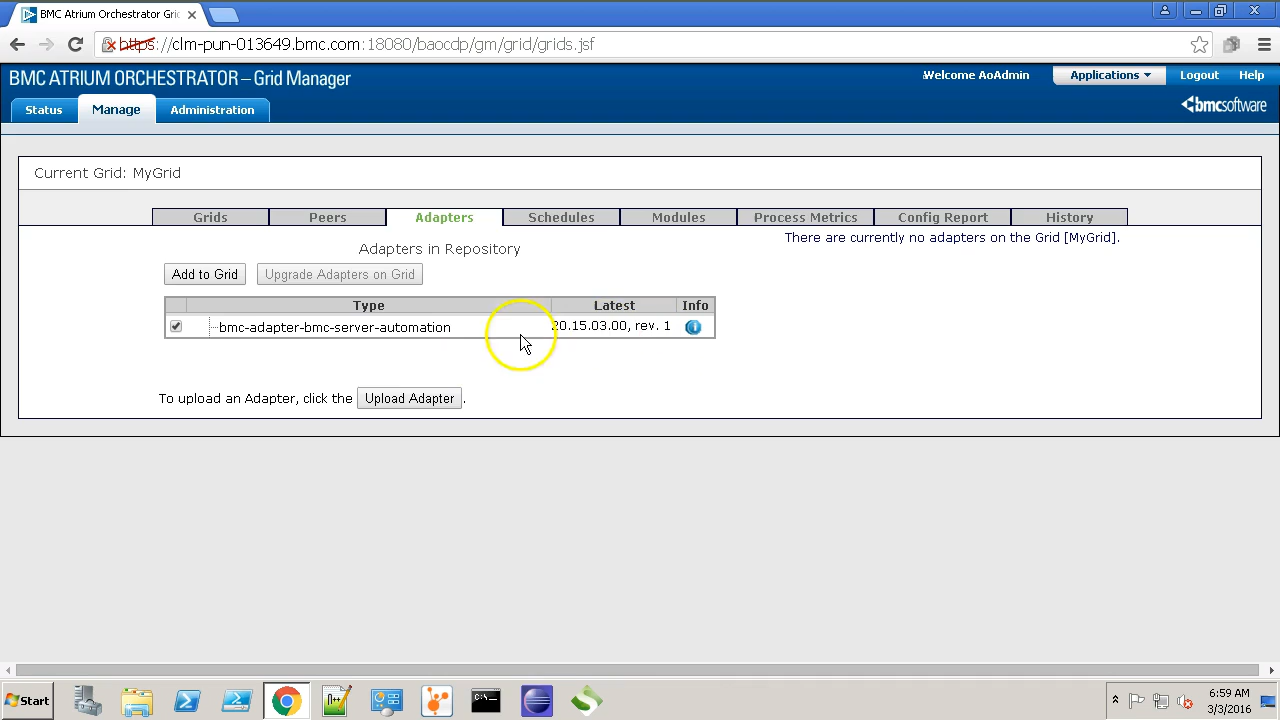 BMC Atrium Orchestrator Gri
https://clm-pun-013649.bmc.com:18080/baocdp/gm/grid/grids.jsf
BMC ATRIUM ORCHESTRATOR – Grid Manager
Welcome AoAdmin
Applications
Logout
Help
Status
Manage
Administration
bmcsoftware
Current Grid: MyGrid
Grids
Peers
Adapters
Schedules
Modules
Process Metrics
Config Report
History
Adapters in Repository
There are currently no adapters on the Grid [MyGrid].
Add to Grid
Upgrade Adapters on Grid
Type
Latest
Info
bmc-adapter-bmc-server-automation
20.15.03.00, rev. 1
To upload an Adapter, click the Upload Adapter.
Start
6:59 AM
3/3/2016